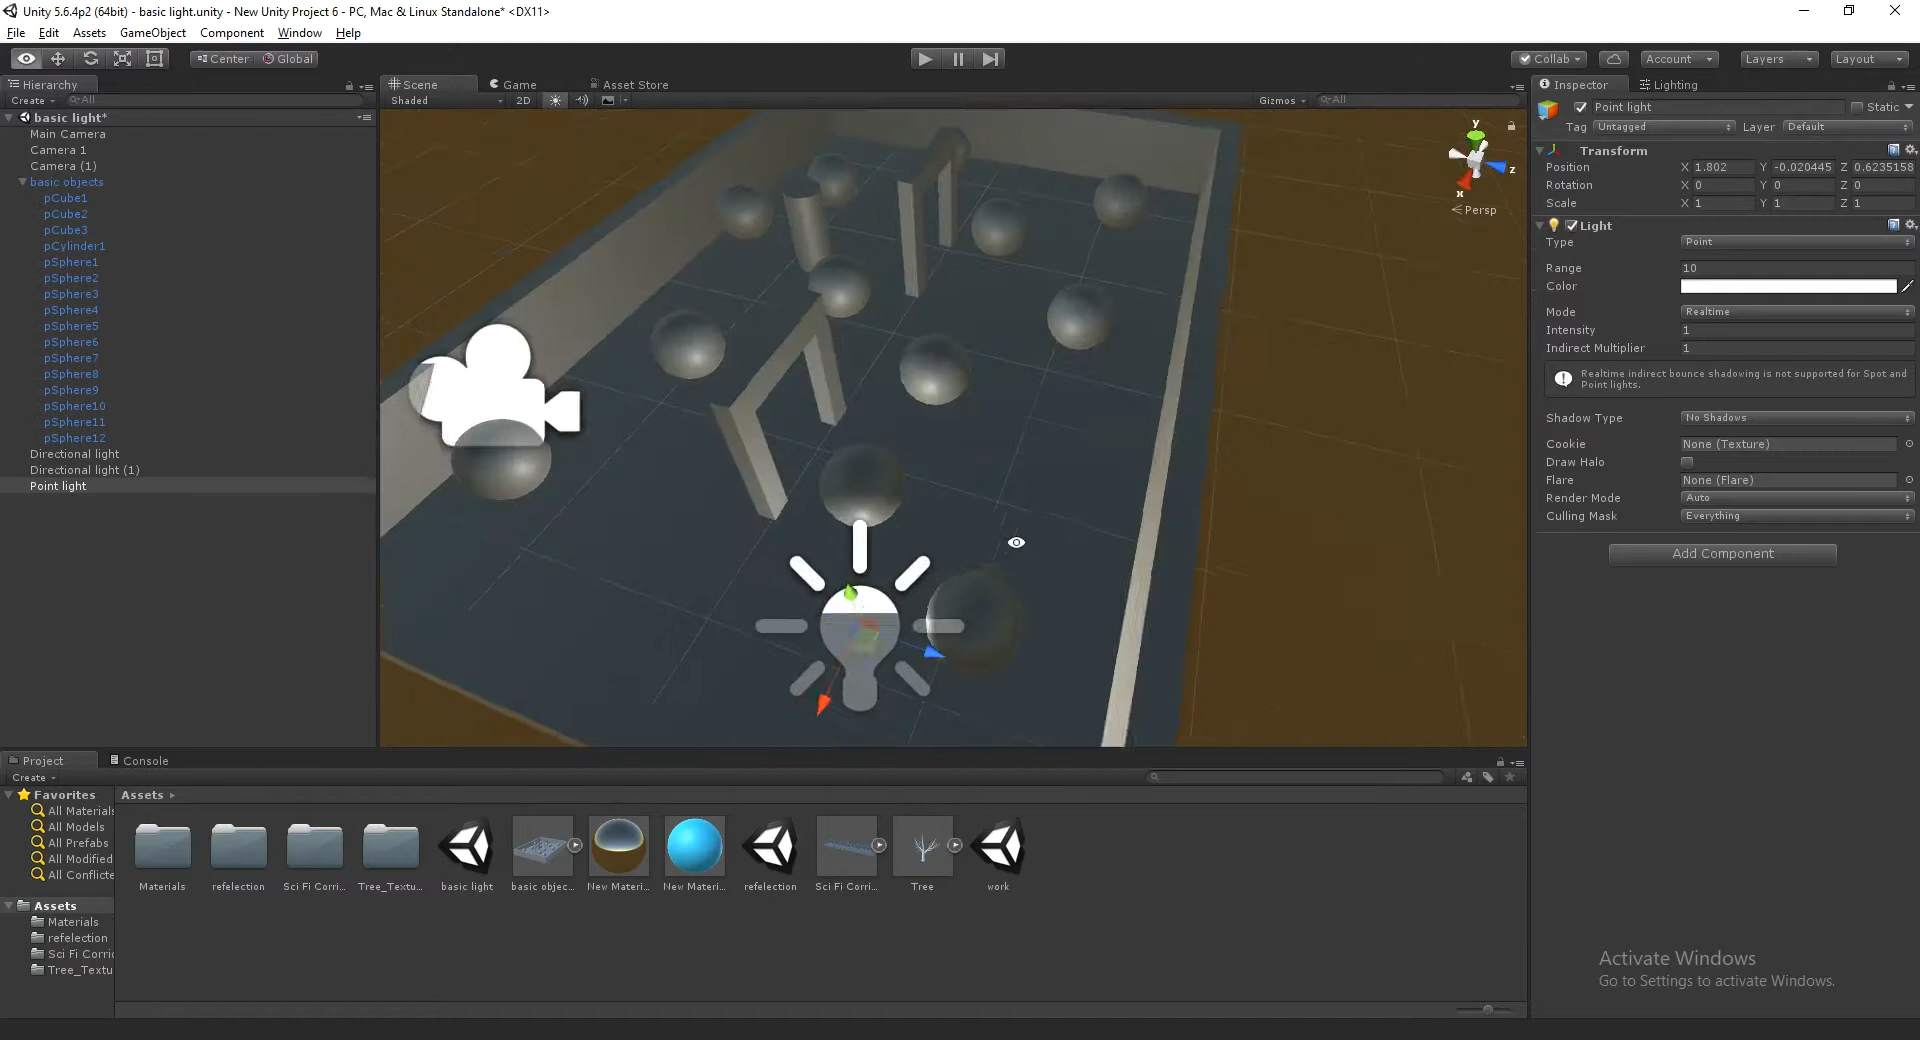 Unity 5.6.4p2 (64bit) - basic light.unity - New Unity Project 6 - PC, Mac & Linux Standalone* <DX11>
File Edit Assets GameObject Component Window Help
Center Global Collab Account Layers Layout
Hierarchy
Create All
basic light*
Main Camera
Camera 1
Camera (1)
basic objects
pCube1
pCube2
pCube3
pCylinder1
pSphere1
pSphere2
pSphere3
pSphere4
pSphere5
pSphere6
pSphere7
pSphere8
pSphere9
pSphere10
pSphere11
pSphere12
Directional light
Directional light (1)
Point light
Scene Game Asset Store
Shaded 2D Gizmos All
y
z
x
Persp
Inspector Lighting
Point light Static
Tag Untagged Layer Default
Transform
Position X 1.802 Y -0.020445 Z 0.6235158
Rotation X 0 Y 0 Z 0
Scale X 1 Y 1 Z 1
Light
Type Point
Range 10
Color
Mode Realtime
Intensity 1
Indirect Multiplier 1
Realtime indirect bounce shadowing is not supported for Spot and
Point lights.
Shadow Type No Shadows
Cookie None (Texture)
Draw Halo
Flare None (Flare)
Render Mode Auto
Culling Mask Everything
Add Component
Project Console
Create
Favorites
All Materials
All Models
All Prefabs
All Modified
All Conflicte
Assets
Materials
refelection
Sci Fi Corric
Tree_Textu
Assets
Materials refelection Sci Fi Corri... Tree_Textu... basic light basic objec... New Materi... New Materi... refelection Sci Fi Corri... Tree work
Activate Windows
Go to Settings to activate Windows.